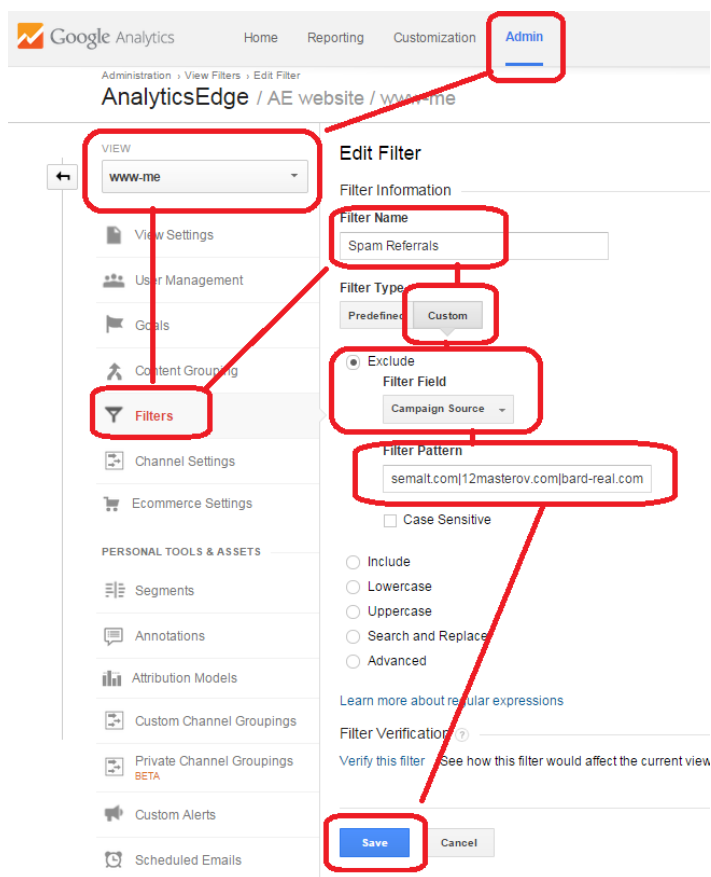 Google Analytics
Home
Reporting
Customization
Admin
Administration › View Filters › Edit Filter
AnalyticsEdge / AE website / www-me
VIEW
www-me
View Settings
User Management
Goals
Content Grouping
Filters
Channel Settings
Ecommerce Settings
PERSONAL TOOLS & ASSETS
Segments
Annotations
Attribution Models
Custom Channel Groupings
Private Channel Groupings
BETA
Custom Alerts
Scheduled Emails
Edit Filter
Filter Information
Filter Name
Spam Referrals
Filter Type
Predefined
Custom
Exclude
Filter Field
Campaign Source
Filter Pattern
semalt.com|12masterov.com|bard-real.com
Case Sensitive
Include
Lowercase
Uppercase
Search and Replace
Advanced
Learn more about regular expressions
Filter Verification ?
Verify this filter See how this filter would affect the current view
Save
Cancel